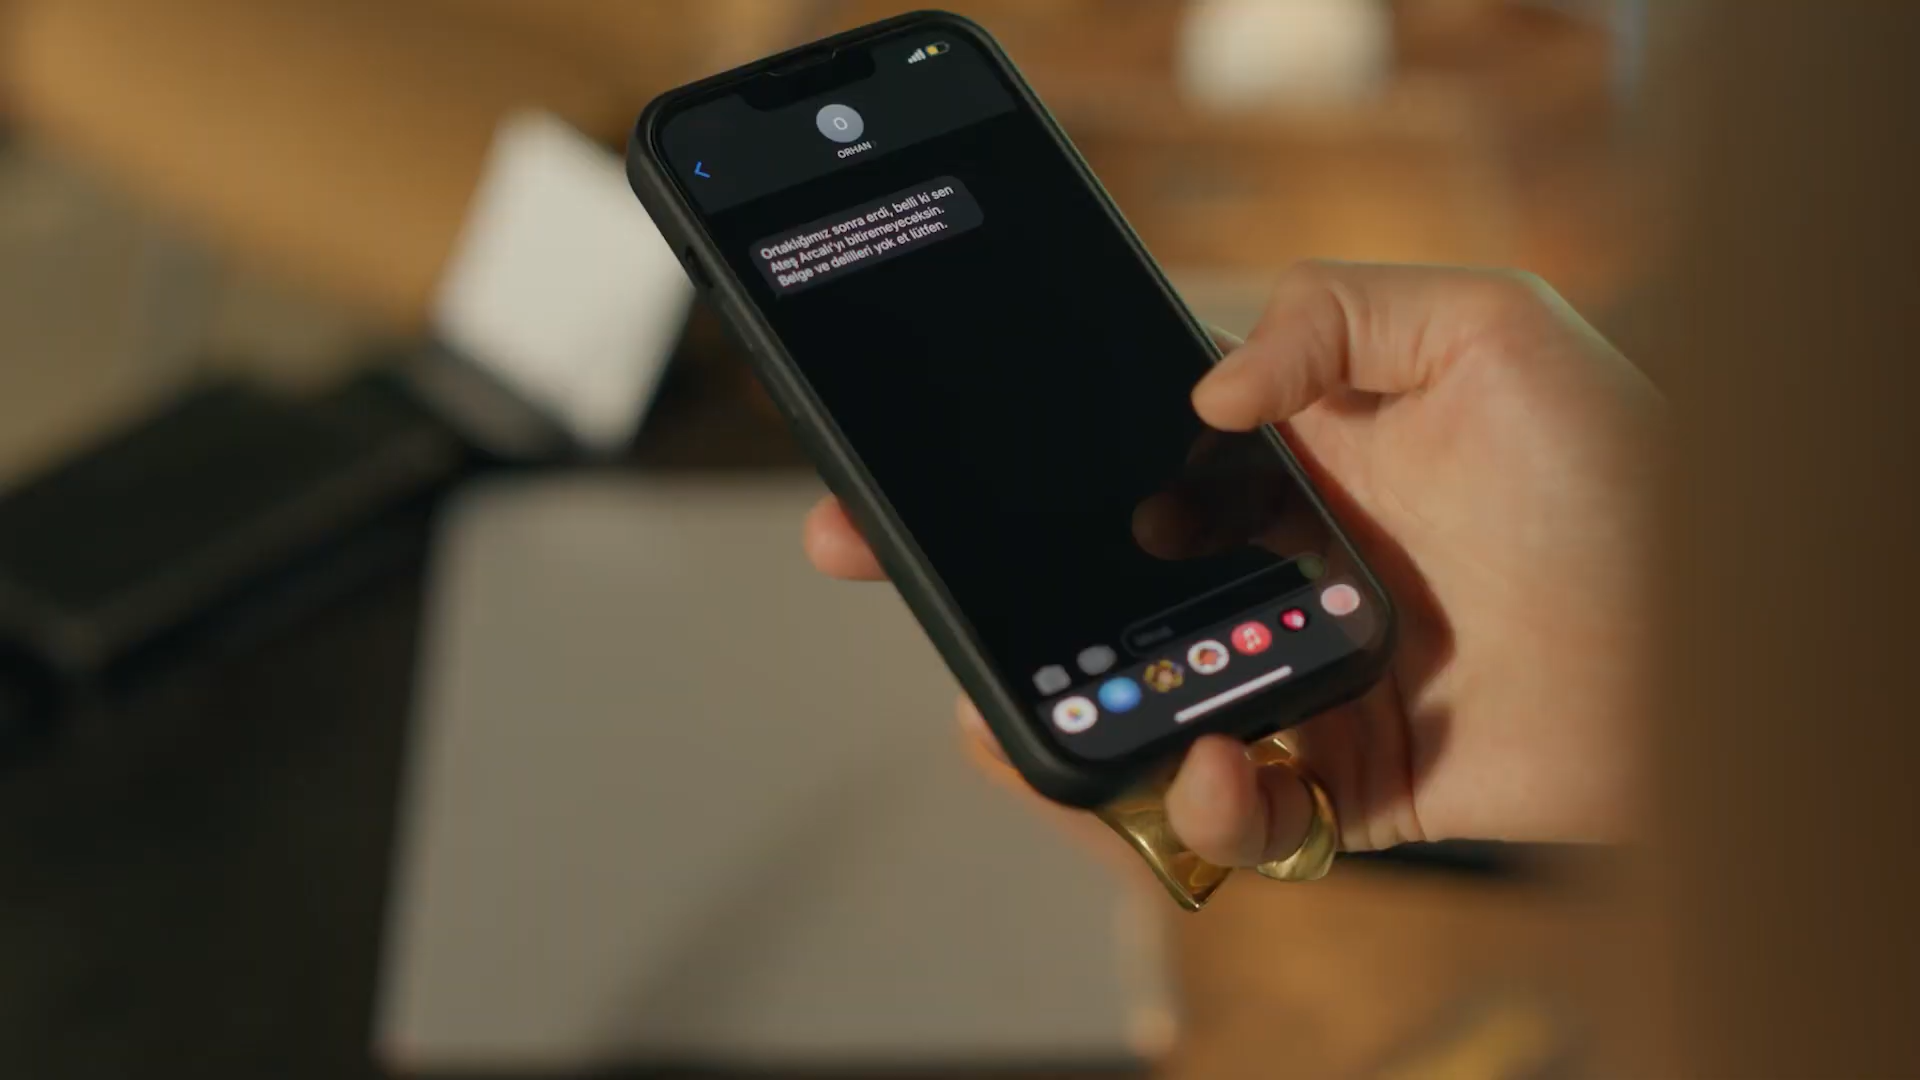 O
ORHAN
Ortaklığımız sonra erdi, belli ki sen
Ateş Arcalı'yı bitiremeyeceksin.
Belge ve delilleri yok et lütfen.